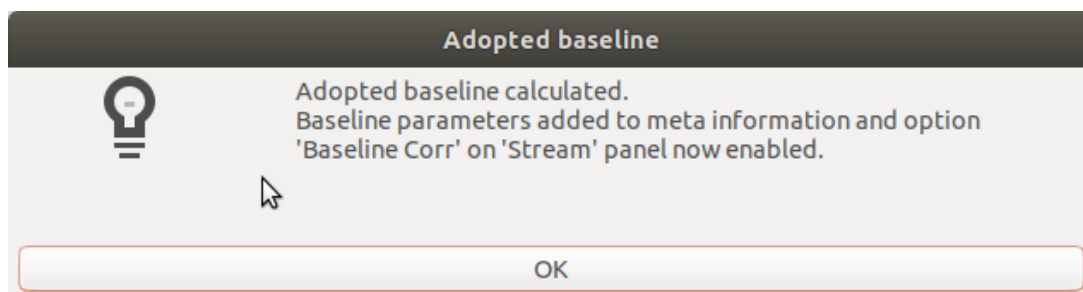 Adopted baseline
Adopted baseline calculated.
Baseline parameters added to meta information and option
'Baseline Corr' on 'Stream' panel now enabled.
OK